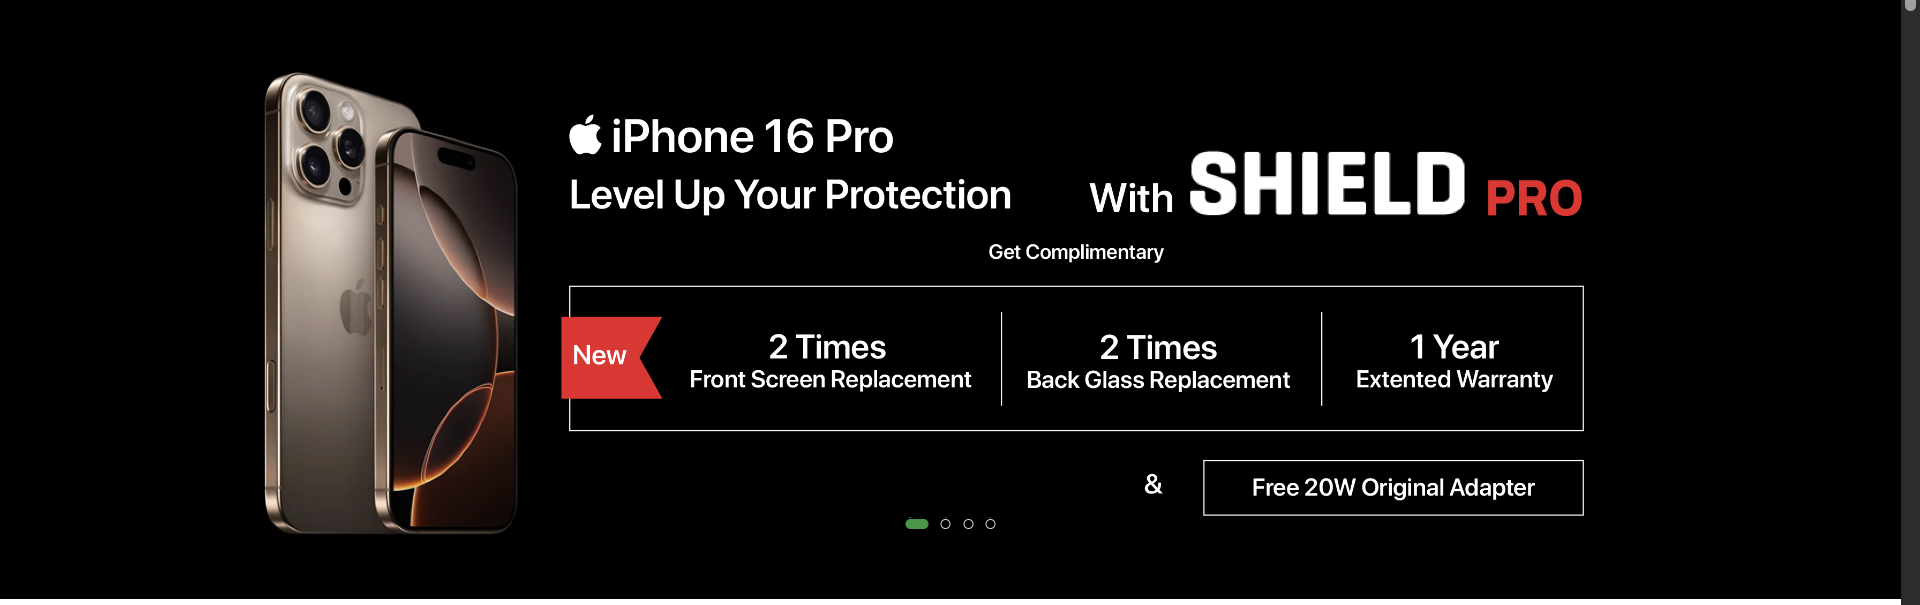 iPhone 16 Pro
Level Up Your Protection With SHIELD PRO
Get Complimentary
New
2 Times
Front Screen Replacement
2 Times
Back Glass Replacement
1 Year
Extented Warranty
& Free 20W Original Adapter